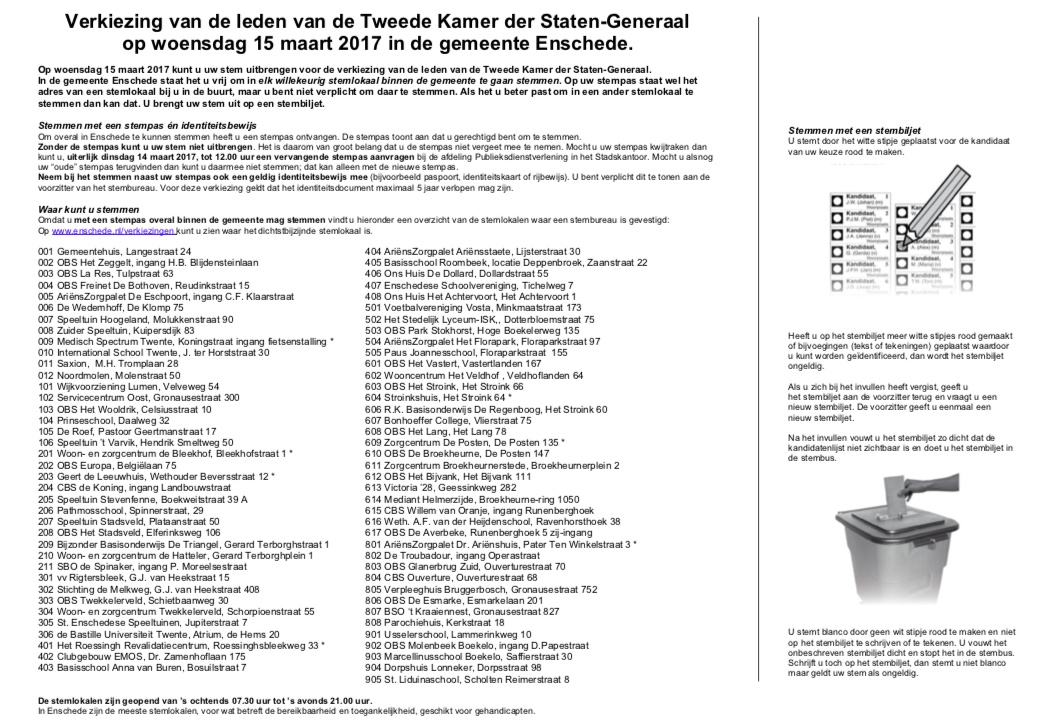 Verkiezing van de leden van de Tweede Kamer der Staten-Generaal
op woensdag 15 maart 2017 in de gemeente Enschede.
Op woensdag 15 maart 2017 kunt u uw stem uitbrengen voor de verkiezing van de leden van de Tweede Kamer der Staten-Generaal.
In de gemeente Enschede staat het u vrij om in elk willekeurig stemlokaal binnen de gemeente te gaan stemmen. Op uw stempas staat wel het
adres van een stemlokaal bij u in de buurt, maar u bent niet verplicht om daar te stemmen. Als het u beter past om in een ander stemlokaal te
stemmen dan kan dat. U brengt uw stem uit op een stembiljet.
Stemmen met een stempas én identiteitsbewijs
Om overal in Enschede te kunnen stemmen heeft u een stempas ontvangen. De stempas toont aan dat u gerechtigd bent om te stemmen.
Zonder de stempas kunt u uw stem niet uitbrengen. Het is daarom van groot belang dat u de stempas niet vergeet mee te nemen. Mocht u uw stempas kwijtraken dan
kunt u, uiterlijk dinsdag 14 maart 2017, tot 12.00 uur een vervangende stempas aanvragen bij de afdeling Publieksdienstverlening in het Stadskantoor. Mocht u alsnog
uw "oude" stempas terugvinden dan kunt u daarmee niet stemmen; dat kan alleen met de nieuwe stempas.
Neem bij het stemmen naast uw stempas ook een geldig identiteitsbewijs mee (bijvoorbeeld paspoort, identiteitskaart of rijbewijs). U bent verplicht dit te tonen aan de
voorzitter van het stembureau. Voor deze verkiezing geldt dat het identiteitsdocument maximaal 5 jaar verlopen mag zijn.
Waar kunt u stemmen
Omdat u met een stempas overal binnen de gemeente mag stemmen vindt u hieronder een overzicht van de stemlokalen waar een stembureau is gevestigd:
Op www.enschede.nl/verkiezingen kunt u zien waar het dichtstbijzijnde stemlokaal is.
001 Gemeentehuis, Langestraat 24
002 OBS Het Zeggelt, ingang H.B. Blijdensteinlaan
003 OBS La Res, Tulpstraat 63
004 OBS Freinet De Bothoven, Reudinkstraat 15
005 AriënsZorgpalet De Eschpoort, ingang C.F. Klaarstraat
006 De Wedemhoff, De Klomp 75
007 Speeltuin Hoogeland, Molukkenstraat 90
008 Zuider Speeltuin, Kuipersdijk 83
009 Medisch Spectrum Twente, Koningstraat ingang fietsenstalling *
010 International School Twente, J. ter Horststraat 30
011 Saxion, M.H. Tromplaan 28
012 Noordmolen, Molenstraat 50
101 Wijkvoorziening Lumen, Velveweg 54
102 Servicecentrum Oost, Gronausestraat 300
103 OBS Het Wooldrik, Celsiusstraat 10
104 Prinseschool, Daalweg 32
105 De Roef, Pastoor Geertmanstraat 17
106 Speeltuin 't Varvik, Hendrik Smeltweg 50
201 Woon- en zorgcentrum de Bleekhof, Bleekhofstraat 1 *
202 OBS Europa, Belgiëlaan 75
203 Geert de Leeuwhuis, Wethouder Beversstraat 12 *
204 CBS de Koning, ingang Landbouwstraat
205 Speeltuin Stevenfenne, Boekweitstraat 39 A
206 Pathmosschool, Spinnerstraat, 29
207 Speeltuin Stadsveld, Plataanstraat 50
208 OBS Het Stadsveld, Elferinksweg 106
209 Bijzonder Basisonderwijs De Triangel, Gerard Terborghstraat 1
210 Woon- en zorgcentrum de Hatteler, Gerard Terborghplein 1
211 SBO de Spinaker, ingang P. Moreelsestraat
301 vv Rigtersbleek, G.J. van Heekstraat 15
302 Stichting de Melkweg, G.J. van Heekstraat 408
303 OBS Twekkelerveld, Schietbaanweg 30
304 Woon- en zorgcentrum Twekkelerveld, Schorpioenstraat 55
305 St. Enschedese Speeltuinen, Jupiterstraat 7
306 de Bastille Universiteit Twente, Atrium, de Hems 20
401 Het Roessingh Revalidatiecentrum, Roessinghsbleekweg 33 *
402 Clubgebouw EMOS, Dr. Zamenhoflaan 175
403 Basisschool Anna van Buren, Bosuilstraat 7
404 AriënsZorgpalet Ariënsstaete, Lijsterstraat 30
405 Basisschool Roombeek, locatie Deppenbroek, Zaanstraat 22
406 Ons Huis De Dollard, Dollardstraat 55
407 Enschedese Schoolvereniging, Tichelweg 7
408 Ons Huis Het Achtervoort, Het Achtervoort 1
501 Voetbalvereniging Vosta, Minkmaatstraat 173
502 Het Stedelijk Lyceum-ISK,, Dotterbloemstraat 75
503 OBS Park Stokhorst, Hoge Boekelerweg 135
504 AriënsZorgpalet Het Florapark, Floraparkstraat 97
505 Paus Joannesschool, Floraparkstraat 155
601 OBS Het Vastert, Vastertlanden 167
602 Wooncentrum Het Veldhof , Veldhoflanden 64
603 OBS Het Stroink, Het Stroink 66
604 Stroinkshuis, Het Stroink 64 *
606 R.K. Basisonderwijs De Regenboog, Het Stroink 60
607 Bonhoeffer College, Vlierstraat 75
608 OBS Het Lang, Het Lang 78
609 Zorgcentrum De Posten, De Posten 135 *
610 OBS De Broekheurne, De Posten 147
611 Zorgcentrum Broekheurnerstede, Broekheurnerplein 2
612 OBS Het Bijvank, Het Bijvank 111
613 Victoria '28, Geessinkweg 282
614 Mediant Helmerzijde, Broekheurne-ring 1050
615 CBS Willem van Oranje, ingang Runenberghoek
616 Weth. A.F. van der Heijdenschool, Ravenhorsthoek 38
617 OBS De Averbeke, Runenberghoek 5 zij-ingang
801 AriënsZorgpalet Dr. Ariënshuis, Pater Ten Winkelstraat 3 *
802 De Troubadour, ingang Operastraat
803 OBS Glanerbrug Zuid, Ouverturestraat 70
804 CBS Ouverture, Ouverturestraat 68
805 Verpleeghuis Bruggerbosch, Gronausestraat 752
806 OBS De Esmarke, Esmarkelaan 201
807 BSO 't Kraaiennest, Gronausestraat 827
808 Parochiehuis, Kerkstraat 18
901 Usselerschool, Lammerinkweg 10
902 OBS Molenbeek Boekelo, ingang D.Papestraat
903 Marcellinusschool Boekelo, Saffierstraat 30
904 Dorpshuis Lonneker, Dorpsstraat 98
905 St. Liduinaschool, Scholten Reimerstraat 8
De stemlokalen zijn geopend van 's ochtends 07.30 uur tot 's avonds 21.00 uur.
In Enschede zijn de meeste stemlokalen, voor wat betreft de bereikbaarheid en toegankelijkheid, geschikt voor gehandicapten.
Stemmen met een stembiljet
U stemt door het witte stipje geplaatst voor de kandidaat
van uw keuze rood te maken.
Kandidaat, 1
Kandidaat, 2
Kandidaat, 3
Kandidaat, 4
Kandidaat, 5
Kandidaat, 6
Heeft u op het stembiljet meer witte stipjes rood gemaakt
of bijvoegingen (tekst of tekeningen) geplaatst waardoor
u kunt worden geïdentificeerd, dan wordt het stembiljet
ongeldig.
Als u zich bij het invullen heeft vergist, geeft u
het stembiljet aan de voorzitter terug en vraagt u een
nieuw stembiljet. De voorzitter geeft u eenmaal een
nieuw stembiljet.
Na het invullen vouwt u het stembiljet zo dicht dat de
kandidatenlijst niet zichtbaar is en doet u het stembiljet in
de stembus.
U stemt blanco door geen wit stipje rood te maken en niet
op het stembiljet te schrijven of te tekenen. U vouwt het
onbeschreven stembiljet dicht en stopt het in de stembus.
Schrijft u toch op het stembiljet, dan stemt u niet blanco
maar geldt uw stem als ongeldig.